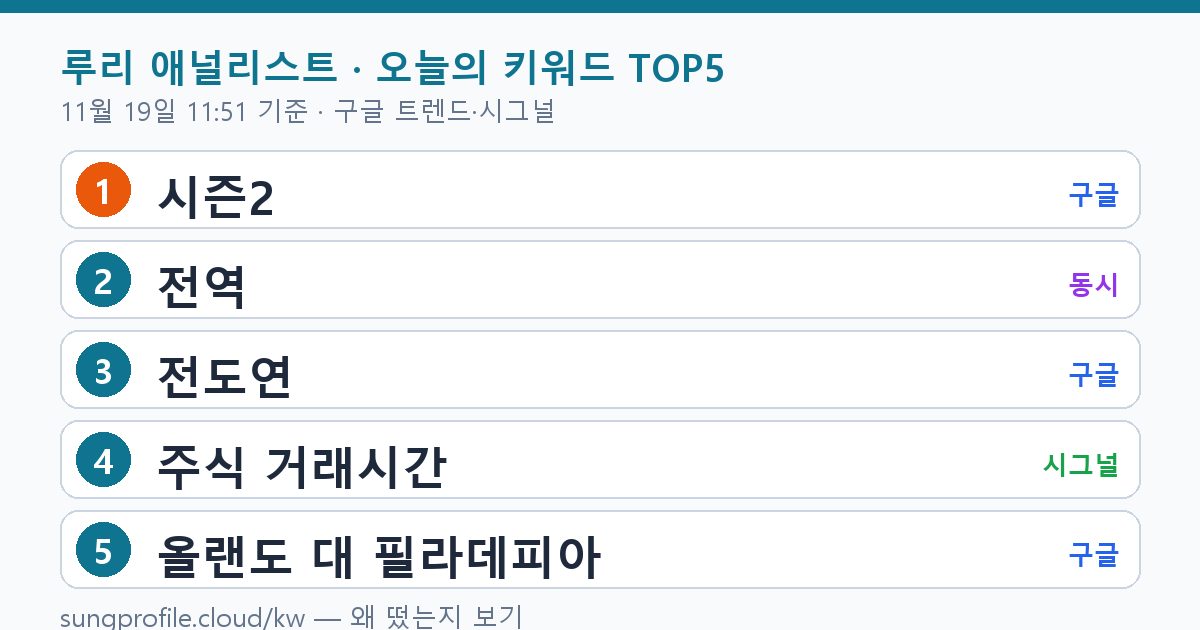 루리 애널리스트 · 오늘의 키워드 TOP5
11월 19일 11:51 기준 · 구글 트렌드·시그널
1 시즌2 구글
2 전역 동시
3 전도연 구글
4 주식 거래시간 시그널
5 올랜도 대 필라데피아 구글
sungprofile.cloud/kw — 왜 떴는지 보기